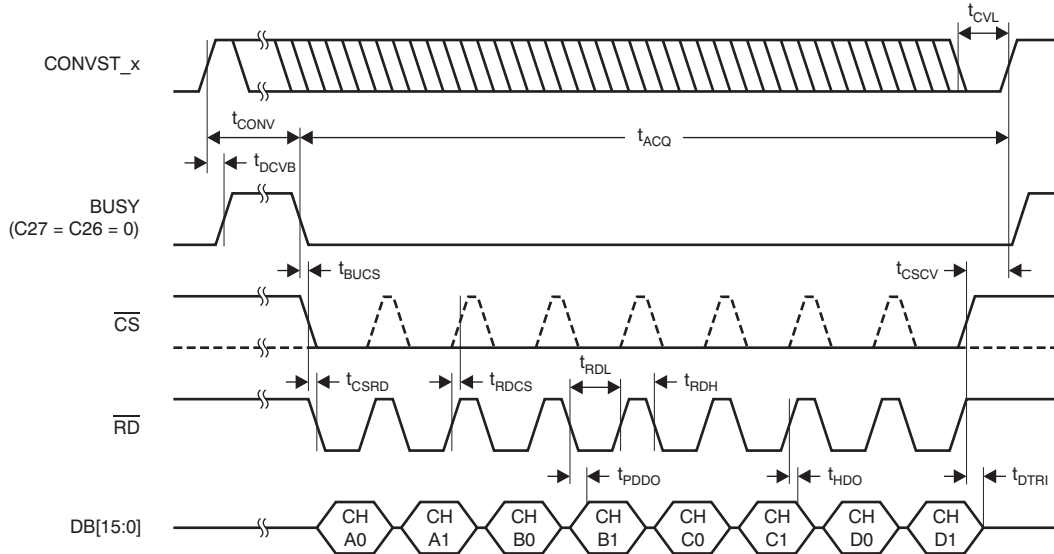 CONVST_x
tCVL
tCONV
tACQ
tDCVB
BUSY
(C27 = C26 = 0)
tBUCS
tCSCV
CS
tCSRD
tRDCS
tRDL
tRDH
RD
tPDDO
tHDO
tDTRI
DB[15:0]
CH A0
CH A1
CH B0
CH B1
CH C0
CH C1
CH D0
CH D1